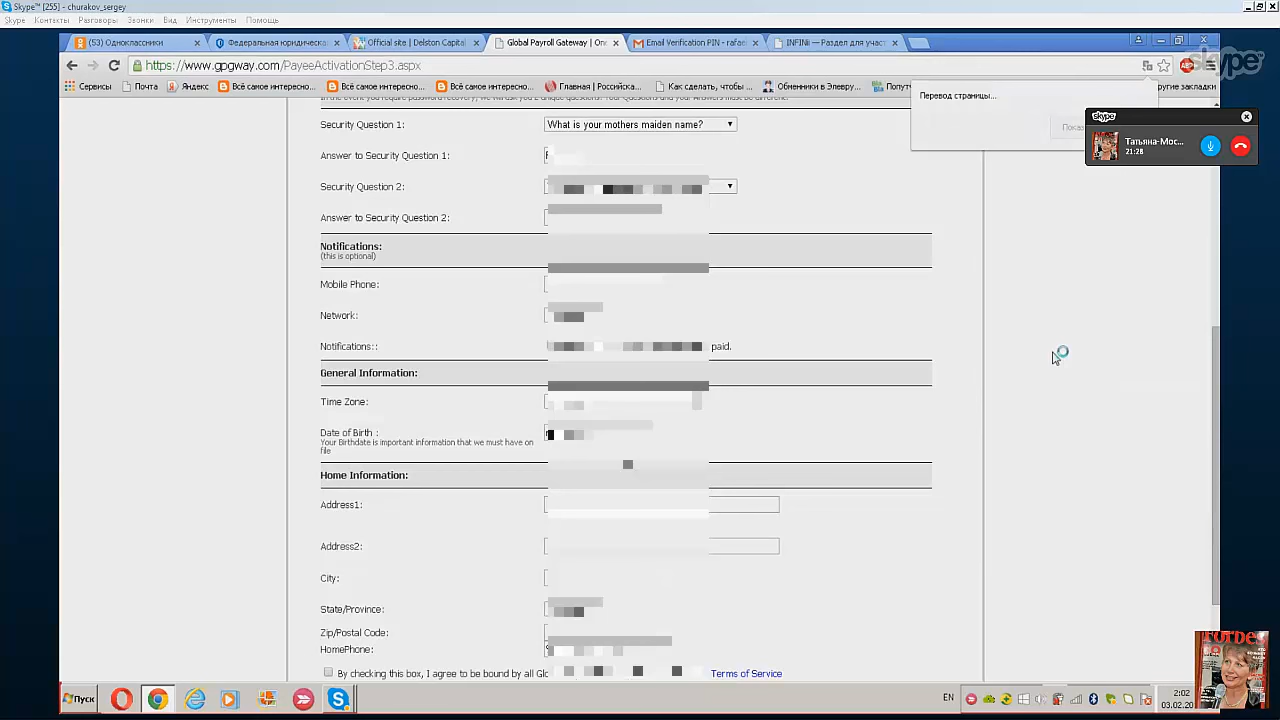 Skype™ [255] - churakov_sergey
Skype Контакты Разговоры Звонки Вид Инструменты Помощь
(53) Одноклассники
Федеральная юридическа
Official site | Delston Capita
Global Payroll Gateway | On
Email Verification PIN - rafae
INFINii — Раздел для участ
https://www.gpgway.com/PayeeActivationStep3.aspx
skype
Сервисы Почта Яндекс Всё самое интересно... Всё самое интересно... Главная | Российска... Как сделать, чтобы ... Обменники в Элевру... Попут
другие закладки
Перевод страницы...
Показ
skype
Татьяна-Мос...
21:28
Security Question 1: What is your mothers maiden name?
Answer to Security Question 1:
Security Question 2:
Answer to Security Question 2:
Notifications:
(this is optional)
Mobile Phone:
Network:
Notifications:: paid.
General Information:
Time Zone:
Date of Birth :
Your Birthdate is important information that we must have on
file
Home Information:
Address1:
Address2:
City:
State/Province:
Zip/Postal Code:
HomePhone:
By checking this box, I agree to be bound by all Glo Terms of Service
Forbes
Пуск
EN
2:02
03.02.20